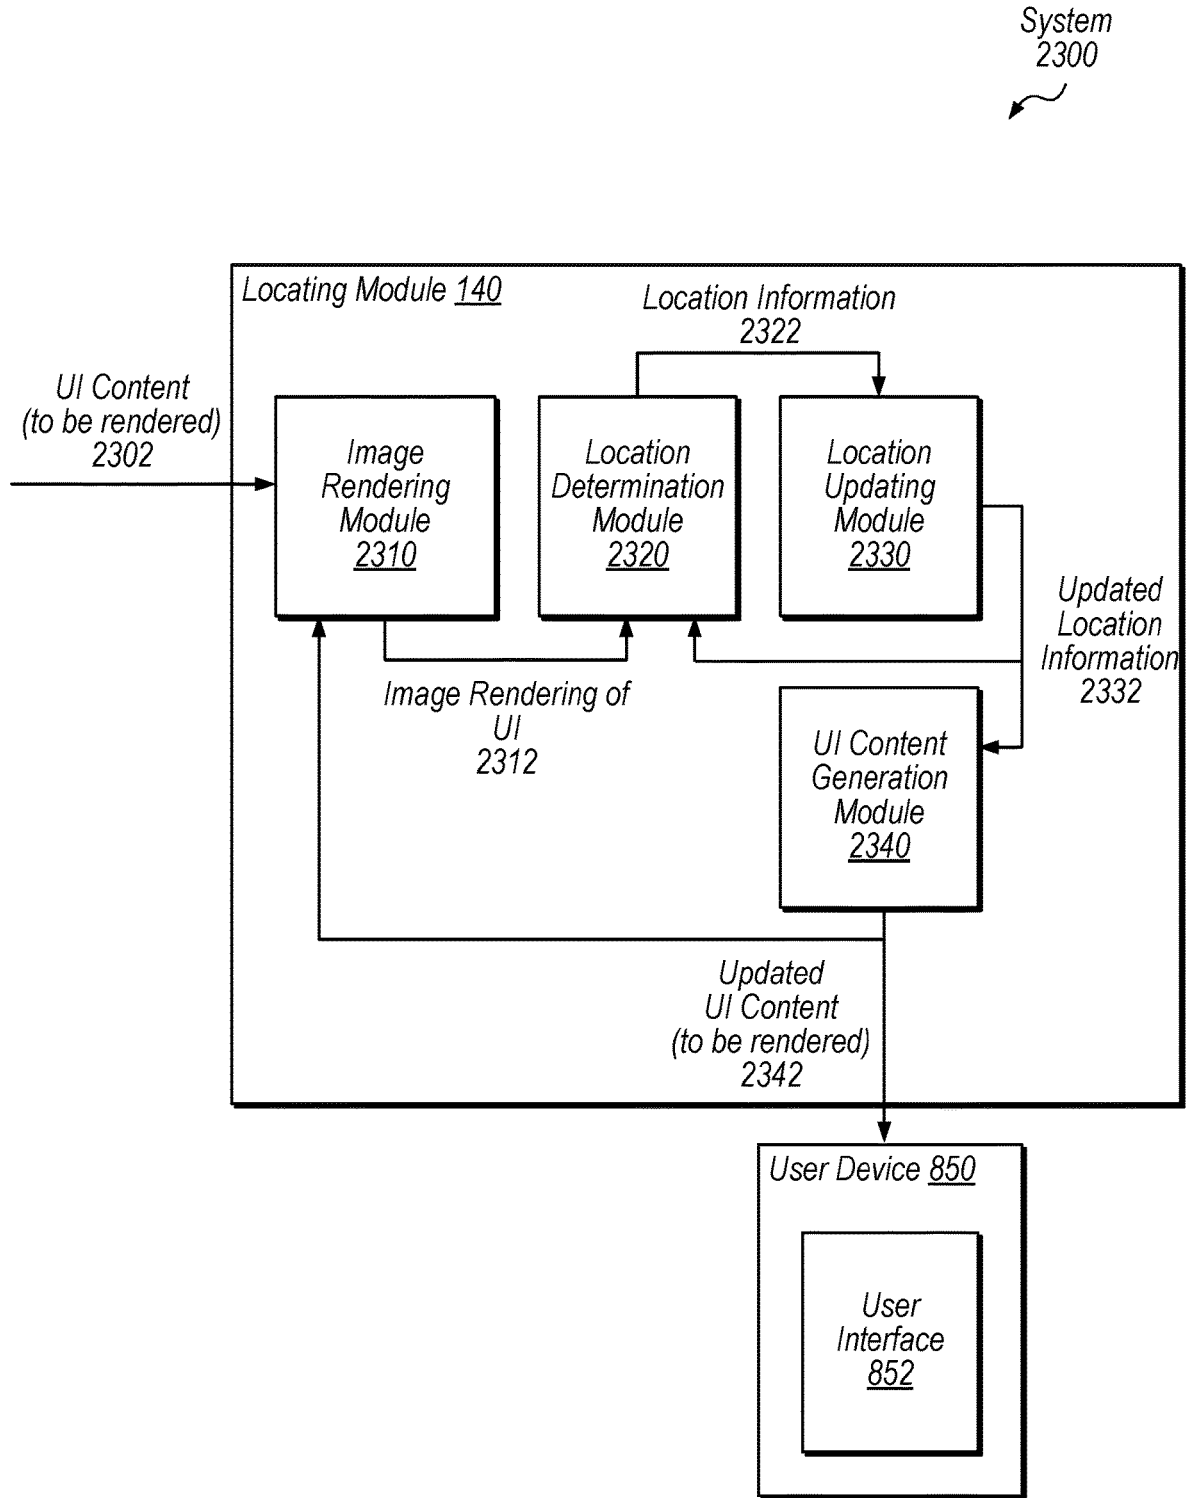 System
2300
Locating Module 140
Location Information
2322
UI Content
(to be rendered)
2302
Image
Rendering
Module
2310
Location
Determination
Module
2320
Location
Updating
Module
2330
Updated
Location
Information
2332
Image Rendering of
UI
2312
UI Content
Generation
Module
2340
Updated
UI Content
(to be rendered)
2342
User Device 850
User
Interface
852